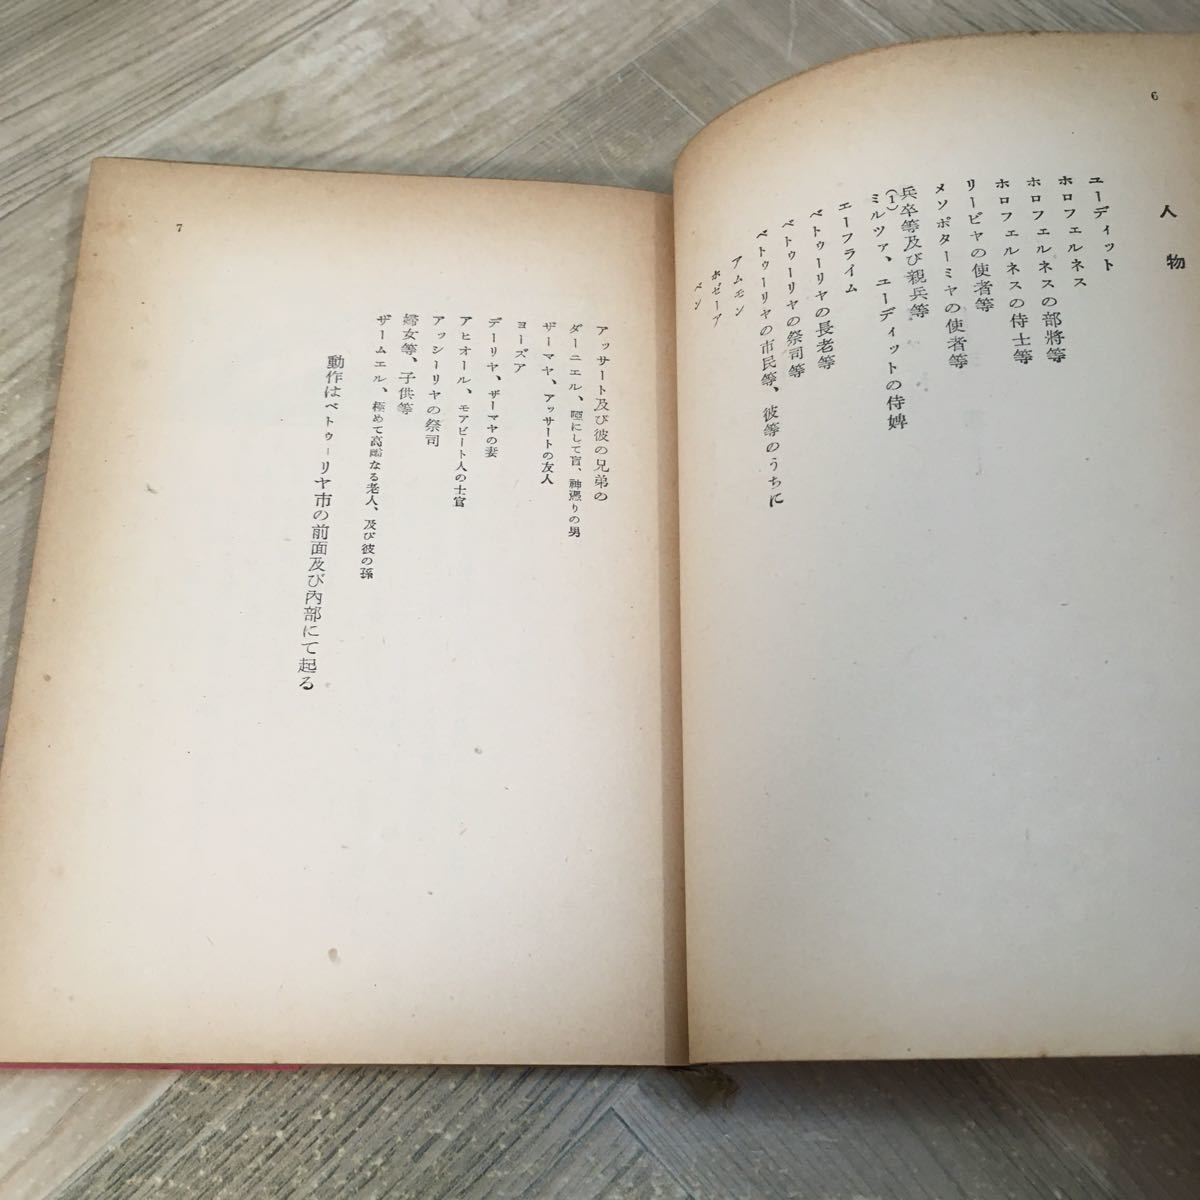 6
人物
ユーディット
ホロフェルネス
ホロフェルネスの部將等
ホロフェルネスの侍士等
リービヤの使者等
メソポターミヤの使者等
兵卒等及び親兵等
(1)
ミルツァ、ユーディットの侍婢
エーフライム
ベトゥーリヤの長老等
ベトゥーリヤの祭司等
ベトゥーリヤの市民等、彼等のうちに
アムモン
ホゼーア
ベン
アッサート及び彼の兄弟の
ダーニエル、啞にして盲、神憑りの男
ザーマヤ、アッサートの友人
ヨーズア
デーリヤ、ザーマヤの妻
アヒオール、モアビート人の士官
アッシーリヤの祭司
婦女等、子供等
ザームエル、極めて高齡なる老人、及び彼の孫
動作はベトゥーリヤ市の前面及び內部にて起る
7